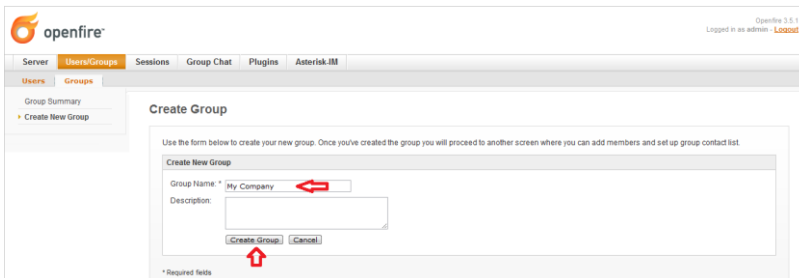 openfire
Openfire 3.5.1
Logged in as admin - Logout
Server Users/Groups Sessions Group Chat Plugins Asterisk-IM
Users Groups
Group Summary
Create New Group
Create Group
Use the form below to create your new group. Once you've created the group you will proceed to another screen where you can add members and set up group contact list.
Create New Group
Group Name: * My Company
Description:
Create Group Cancel
* Required fields